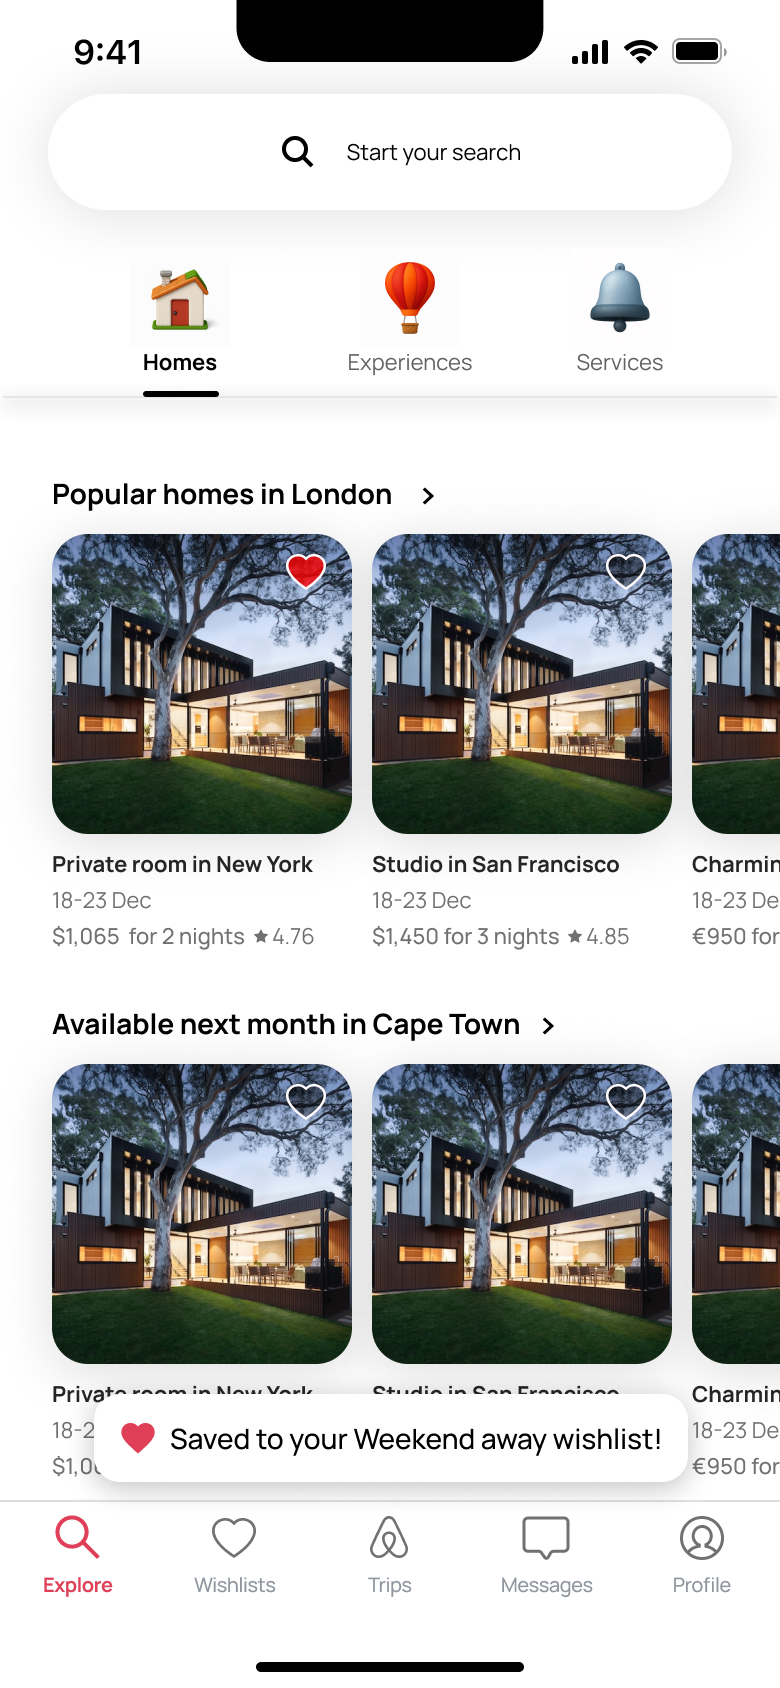 9:41
Start your search
Homes Experiences Services
Popular homes in London
Private room in New York Studio in San Francisco Charmin
18-23 Dec 18-23 Dec 18-23 De
$1,065 for 2 nights ★ 4.76 $1,450 for 3 nights ★ 4.85 €950 for
Available next month in Cape Town
Private room in New York Studio in San Francisco Charmin
18-2 18-23 De
$1,0 €950 for
Saved to your Weekend away wishlist!
Explore Wishlists Trips Messages Profile